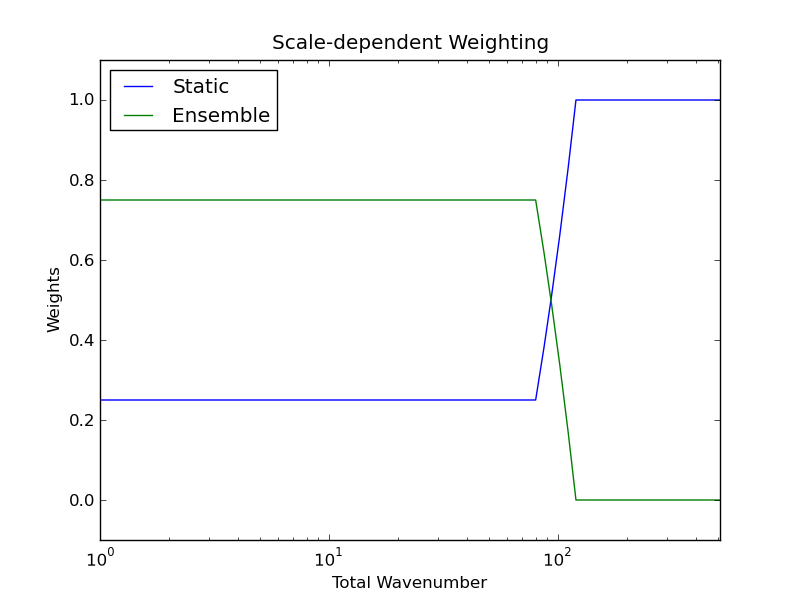 Scale-dependent Weighting
Static
Ensemble
1.0
0.8
0.6
0.4
0.2
0.0
Weights
10^0
10^1
10^2
Total Wavenumber